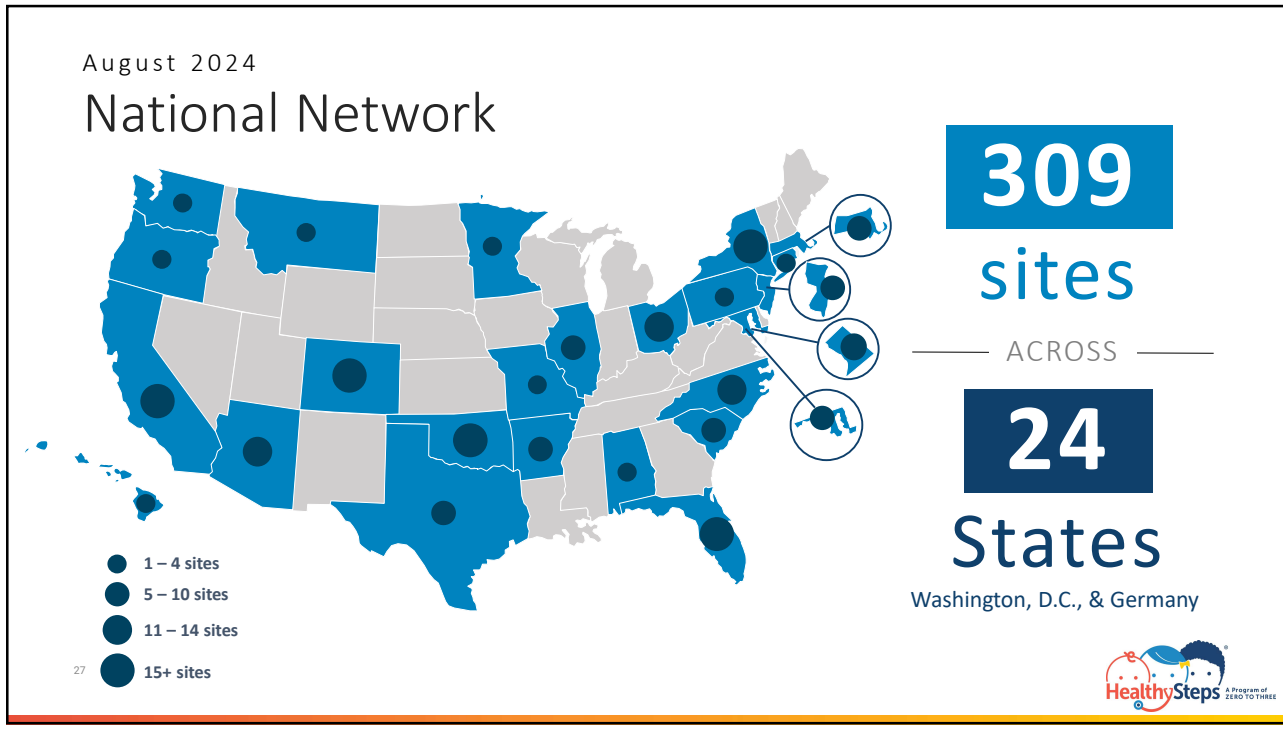 August 2024
National Network
309
sites
ACROSS
24
States
Washington, D.C., & Germany
1 – 4 sites
5 – 10 sites
11 – 14 sites
15+ sites
27
HealthySteps
A Program of
ZERO TO THREE